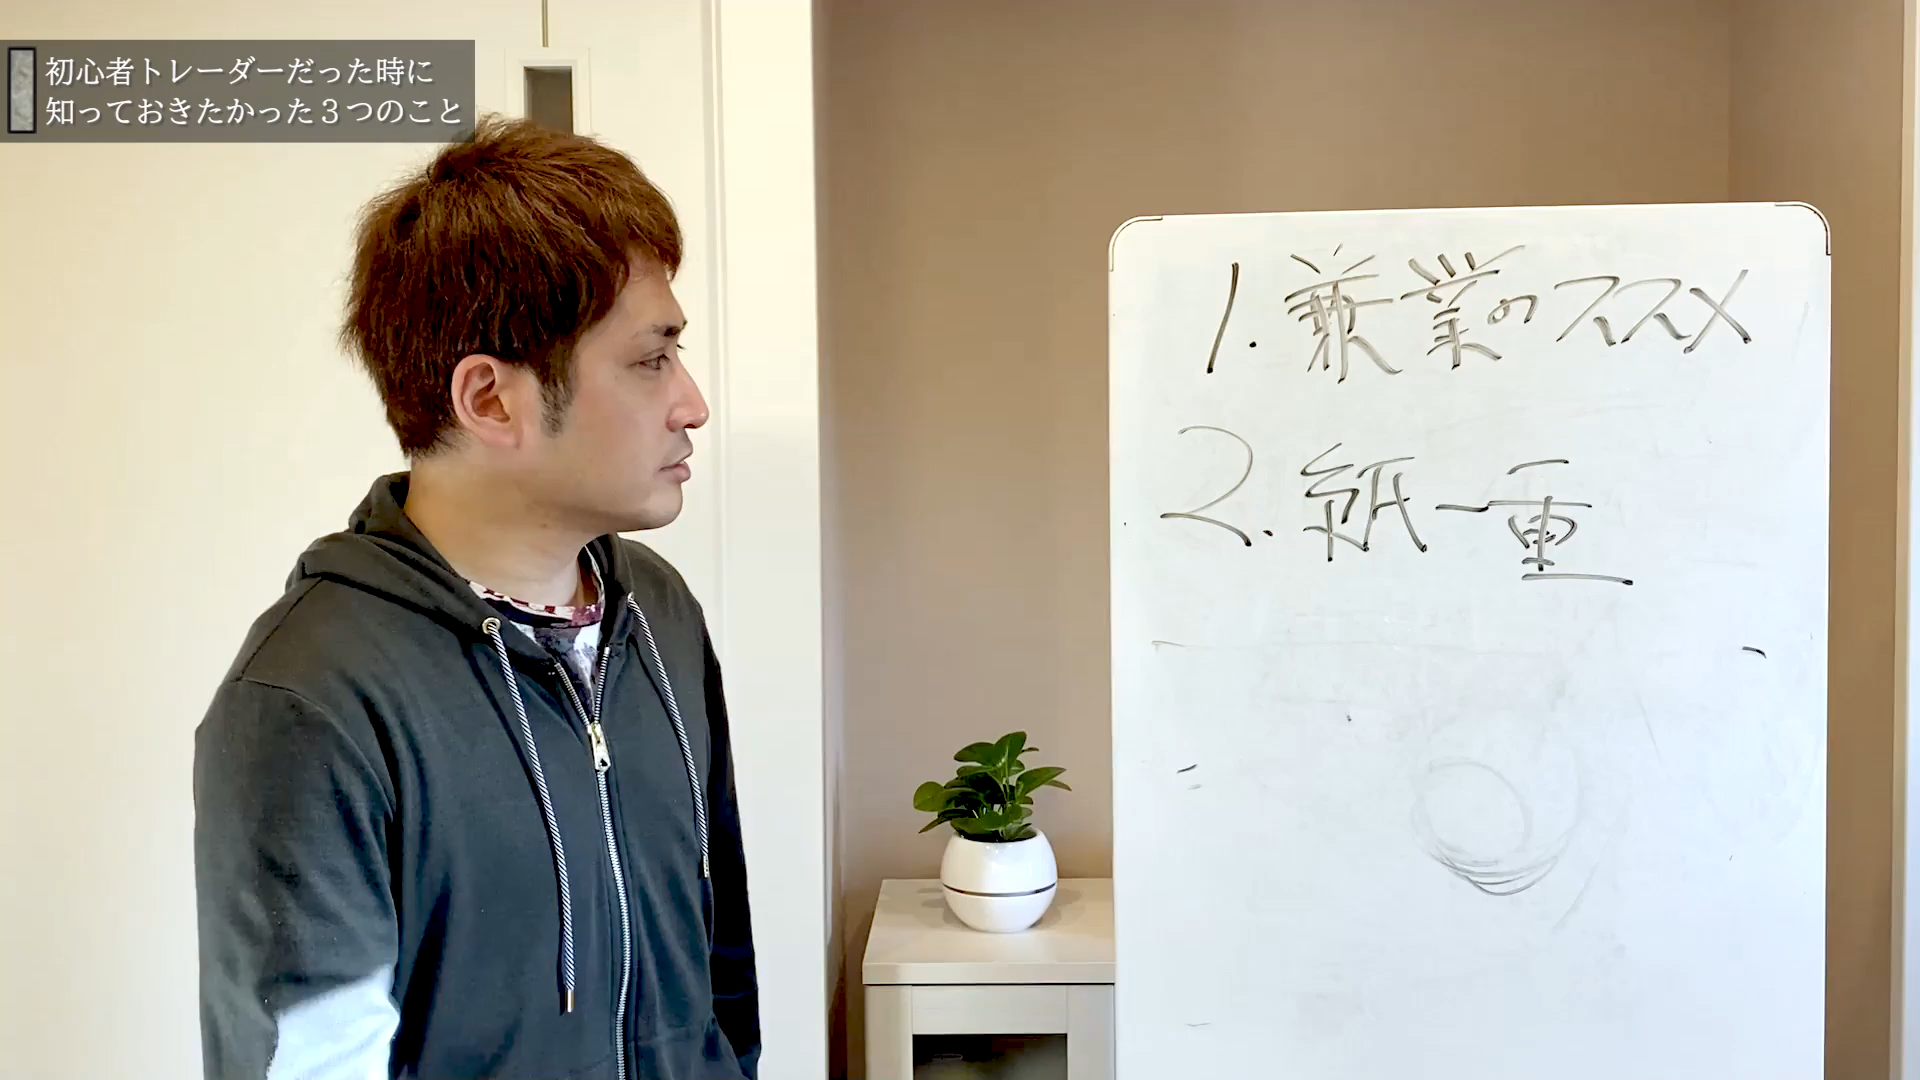 初心者トレーダーだった時に
知っておきたかった３つのこと
1. 兼業のススメ
2. 紙一重